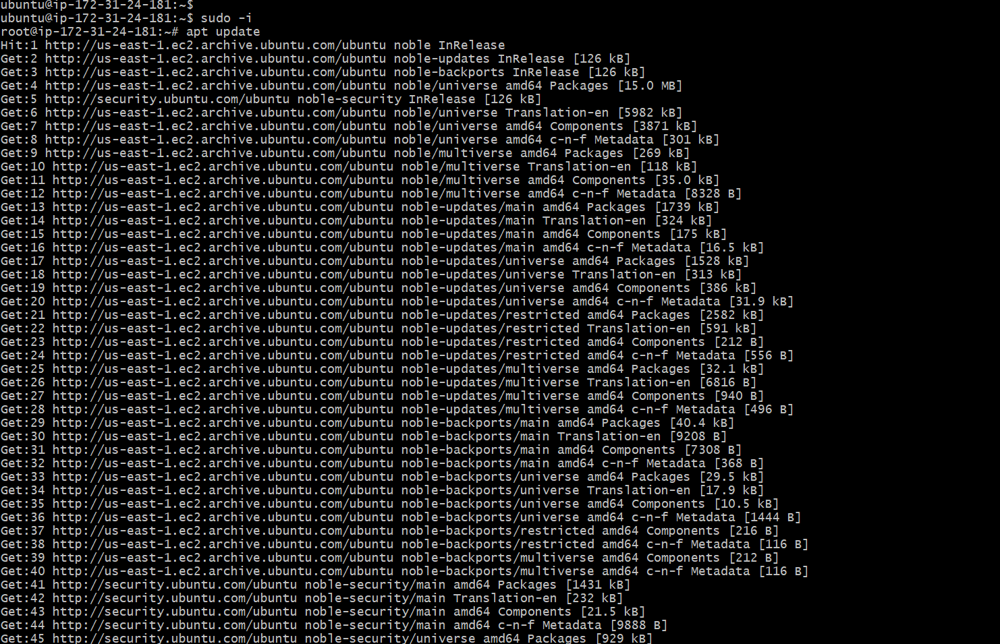 ubuntu@ip-172-31-24-181:~$
ubuntu@ip-172-31-24-181:~$ sudo -i
root@ip-172-31-24-181:~# apt update
Hit:1 http://us-east-1.ec2.archive.ubuntu.com/ubuntu noble InRelease
Get:2 http://us-east-1.ec2.archive.ubuntu.com/ubuntu noble-updates InRelease [126 kB]
Get:3 http://us-east-1.ec2.archive.ubuntu.com/ubuntu noble-backports InRelease [126 kB]
Get:4 http://us-east-1.ec2.archive.ubuntu.com/ubuntu noble/universe amd64 Packages [15.0 MB]
Get:5 http://security.ubuntu.com/ubuntu noble-security InRelease [126 kB]
Get:6 http://us-east-1.ec2.archive.ubuntu.com/ubuntu noble/universe Translation-en [5982 kB]
Get:7 http://us-east-1.ec2.archive.ubuntu.com/ubuntu noble/universe amd64 Components [3871 kB]
Get:8 http://us-east-1.ec2.archive.ubuntu.com/ubuntu noble/universe amd64 c-n-f Metadata [301 kB]
Get:9 http://us-east-1.ec2.archive.ubuntu.com/ubuntu noble/multiverse amd64 Packages [269 kB]
Get:10 http://us-east-1.ec2.archive.ubuntu.com/ubuntu noble/multiverse Translation-en [118 kB]
Get:11 http://us-east-1.ec2.archive.ubuntu.com/ubuntu noble/multiverse amd64 Components [35.0 kB]
Get:12 http://us-east-1.ec2.archive.ubuntu.com/ubuntu noble/multiverse amd64 c-n-f Metadata [8328 B]
Get:13 http://us-east-1.ec2.archive.ubuntu.com/ubuntu noble-updates/main amd64 Packages [1739 kB]
Get:14 http://us-east-1.ec2.archive.ubuntu.com/ubuntu noble-updates/main Translation-en [324 kB]
Get:15 http://us-east-1.ec2.archive.ubuntu.com/ubuntu noble-updates/main amd64 Components [175 kB]
Get:16 http://us-east-1.ec2.archive.ubuntu.com/ubuntu noble-updates/main amd64 c-n-f Metadata [16.5 kB]
Get:17 http://us-east-1.ec2.archive.ubuntu.com/ubuntu noble-updates/universe amd64 Packages [1528 kB]
Get:18 http://us-east-1.ec2.archive.ubuntu.com/ubuntu noble-updates/universe Translation-en [313 kB]
Get:19 http://us-east-1.ec2.archive.ubuntu.com/ubuntu noble-updates/universe amd64 Components [386 kB]
Get:20 http://us-east-1.ec2.archive.ubuntu.com/ubuntu noble-updates/universe amd64 c-n-f Metadata [31.9 kB]
Get:21 http://us-east-1.ec2.archive.ubuntu.com/ubuntu noble-updates/restricted amd64 Packages [2582 kB]
Get:22 http://us-east-1.ec2.archive.ubuntu.com/ubuntu noble-updates/restricted Translation-en [591 kB]
Get:23 http://us-east-1.ec2.archive.ubuntu.com/ubuntu noble-updates/restricted amd64 Components [212 B]
Get:24 http://us-east-1.ec2.archive.ubuntu.com/ubuntu noble-updates/restricted amd64 c-n-f Metadata [556 B]
Get:25 http://us-east-1.ec2.archive.ubuntu.com/ubuntu noble-updates/multiverse amd64 Packages [32.1 kB]
Get:26 http://us-east-1.ec2.archive.ubuntu.com/ubuntu noble-updates/multiverse Translation-en [6816 B]
Get:27 http://us-east-1.ec2.archive.ubuntu.com/ubuntu noble-updates/multiverse amd64 Components [940 B]
Get:28 http://us-east-1.ec2.archive.ubuntu.com/ubuntu noble-updates/multiverse amd64 c-n-f Metadata [496 B]
Get:29 http://us-east-1.ec2.archive.ubuntu.com/ubuntu noble-backports/main amd64 Packages [40.4 kB]
Get:30 http://us-east-1.ec2.archive.ubuntu.com/ubuntu noble-backports/main Translation-en [9208 B]
Get:31 http://us-east-1.ec2.archive.ubuntu.com/ubuntu noble-backports/main amd64 Components [7308 B]
Get:32 http://us-east-1.ec2.archive.ubuntu.com/ubuntu noble-backports/main amd64 c-n-f Metadata [368 B]
Get:33 http://us-east-1.ec2.archive.ubuntu.com/ubuntu noble-backports/universe amd64 Packages [29.5 kB]
Get:34 http://us-east-1.ec2.archive.ubuntu.com/ubuntu noble-backports/universe Translation-en [17.9 kB]
Get:35 http://us-east-1.ec2.archive.ubuntu.com/ubuntu noble-backports/universe amd64 Components [10.5 kB]
Get:36 http://us-east-1.ec2.archive.ubuntu.com/ubuntu noble-backports/universe amd64 c-n-f Metadata [1444 B]
Get:37 http://us-east-1.ec2.archive.ubuntu.com/ubuntu noble-backports/restricted amd64 Components [216 B]
Get:38 http://us-east-1.ec2.archive.ubuntu.com/ubuntu noble-backports/restricted amd64 c-n-f Metadata [116 B]
Get:39 http://us-east-1.ec2.archive.ubuntu.com/ubuntu noble-backports/multiverse amd64 Components [212 B]
Get:40 http://us-east-1.ec2.archive.ubuntu.com/ubuntu noble-backports/multiverse amd64 c-n-f Metadata [116 B]
Get:41 http://security.ubuntu.com/ubuntu noble-security/main amd64 Packages [1431 kB]
Get:42 http://security.ubuntu.com/ubuntu noble-security/main Translation-en [232 kB]
Get:43 http://security.ubuntu.com/ubuntu noble-security/main amd64 Components [21.5 kB]
Get:44 http://security.ubuntu.com/ubuntu noble-security/main amd64 c-n-f Metadata [9888 B]
Get:45 http://security.ubuntu.com/ubuntu noble-security/universe amd64 Packages [929 kB]